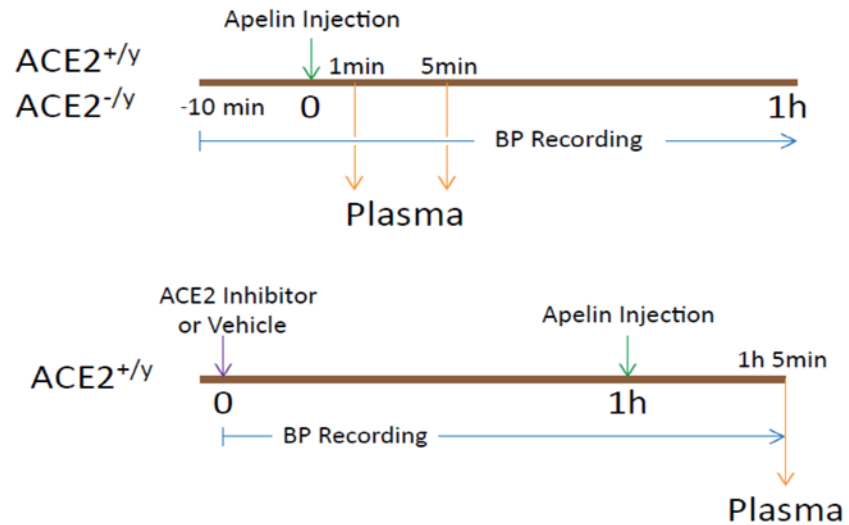 Apelin Injection
ACE2+/y
1min 5min
ACE2-/y
-10 min 0 1h
BP Recording
Plasma
ACE2 Inhibitor
or Vehicle
Apelin Injection
ACE2+/y
1h 5min
0 1h
BP Recording
Plasma